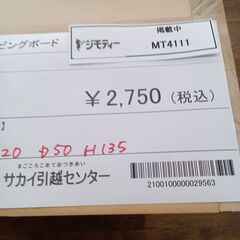 ピングボード
ジモティー
掲載中
MT4111
¥2,750（税込）
】
20 D50 H135
まごころこめておつきあい
サカイ引越センター
2100100000029563